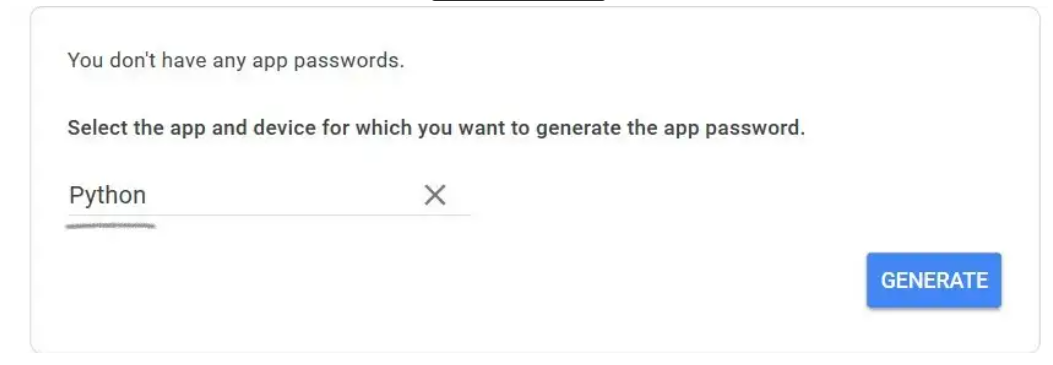 You don't have any app passwords.
Select the app and device for which you want to generate the app password.
Python
GENERATE